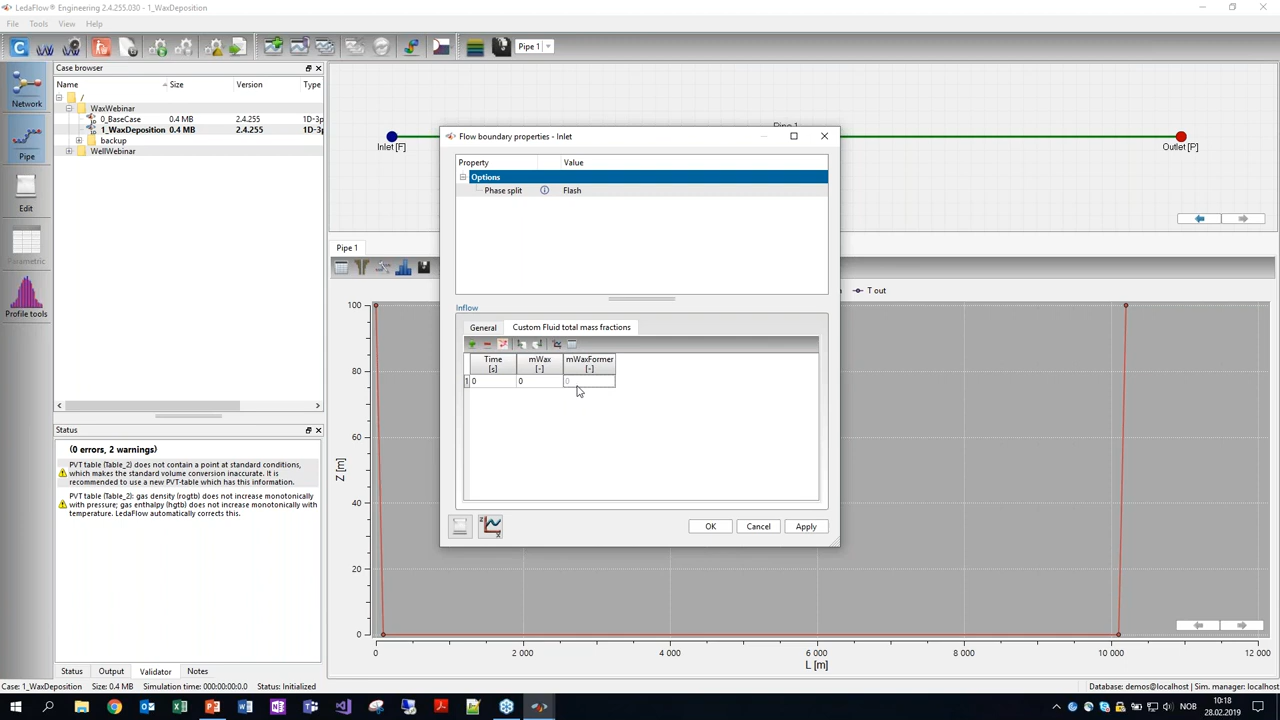 LedaFlow® Engineering 2.4.255.030 - 1_WaxDeposition
File Tools View Help
Pipe 1
Network
Pipe
Edit
Parametric
Profile tools
Case browser
Name Size Version Type
/
WaxWebinar
0_BaseCase 0.4 MB 2.4.255 1D-3p
1_WaxDeposition 0.4 MB 2.4.255 1D-3p
backup
WellWebinar
Status
(0 errors, 2 warnings)
PVT table (Table_2) does not contain a point at standard conditions,
which makes the standard volume conversion inaccurate. It is
recommended to use a new PVT-table which has this information.
PVT table (Table_2): gas density (rogtb) does not increase monotonically
with pressure; gas enthalpy (hgtb) does not increase monotonically with
temperature. LedaFlow automatically corrects this.
Status Output Validator Notes
Inlet [F]
Outlet [P]
Pipe 1
T out
100
80
60
40
20
0
Z [m]
0 2 000 4 000 6 000 8 000 10 000 12 000
L [m]
Flow boundary properties - Inlet
Property Value
Options
Phase split Flash
Inflow
General Custom Fluid total mass fractions
Time mWax mWaxFormer
[s] [-] [-]
1 0 0 0
OK Cancel Apply
Case: 1_WaxDeposition Size: 0.4 MB Simulation time: 000:00:00:0.0 Status: Initialized
Database: demos@localhost Sim. manager: localhost
NOR
10:18
28.02.2019